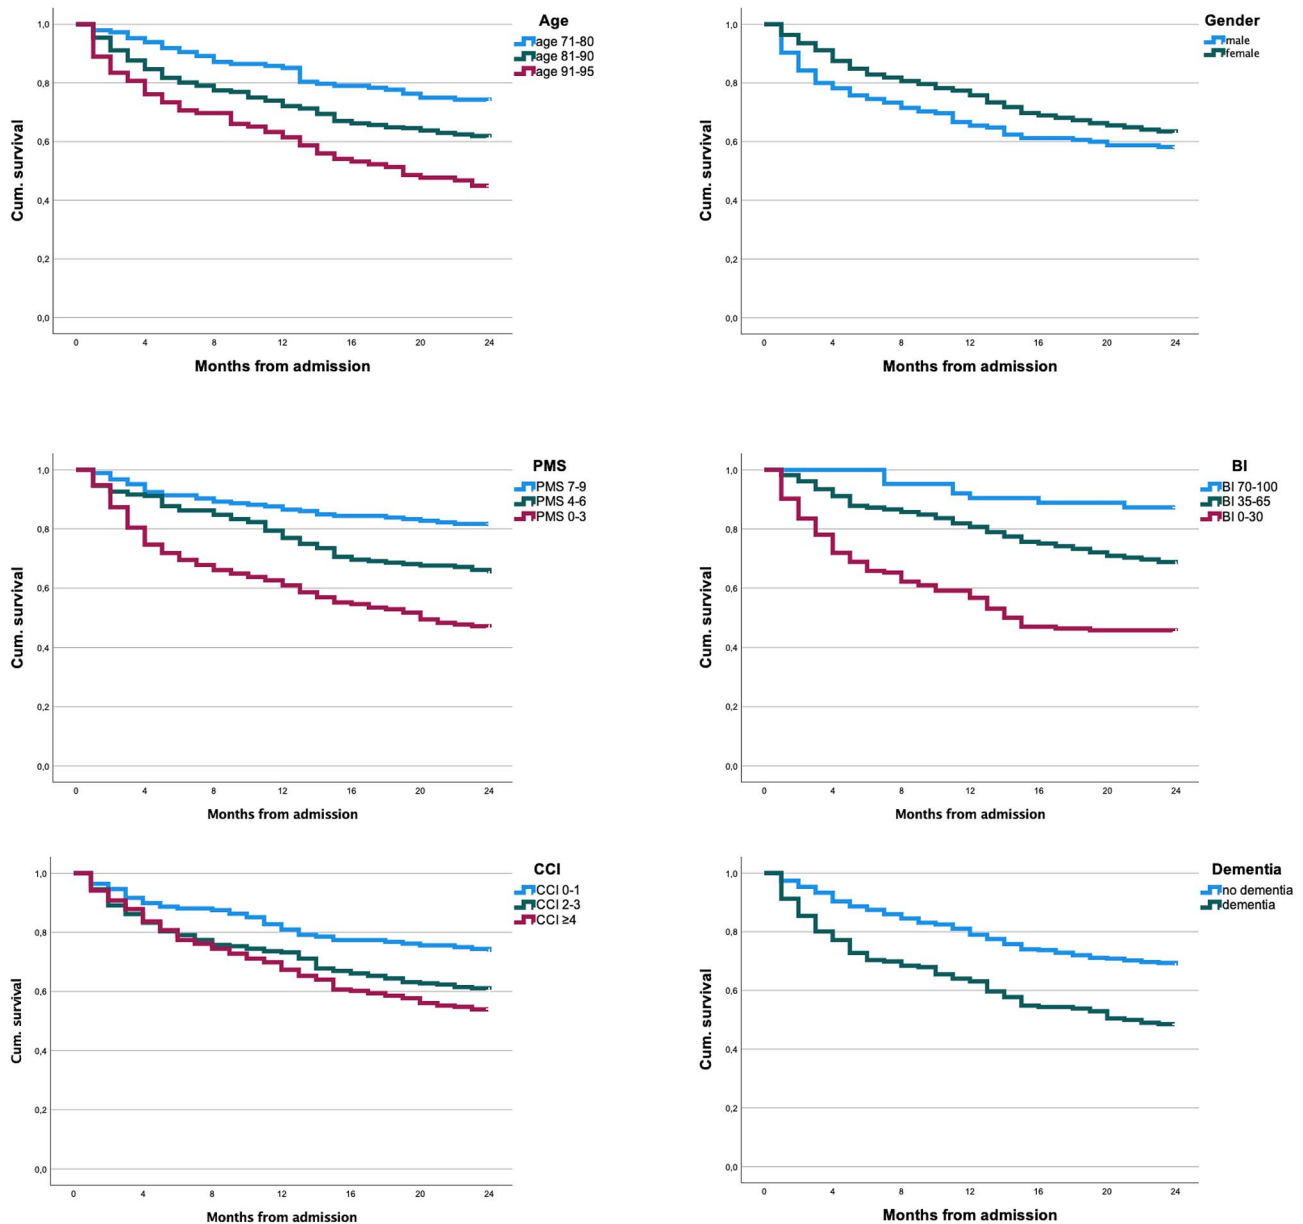 Age
age 71-80
age 81-90
age 91-95
1,0
0,8
0,6
0,4
0,2
0,0
Cum. survival
0 4 8 12 16 20 24
Months from admission
Gender
male
female
1,0
0,8
0,6
0,4
0,2
0,0
Cum. survival
0 4 8 12 16 20 24
Months from admission
PMS
PMS 7-9
PMS 4-6
PMS 0-3
1,0
0,8
0,6
0,4
0,2
0,0
Cum. survival
0 4 8 12 16 20 24
Months from admission
BI
BI 70-100
BI 35-65
BI 0-30
1,0
0,8
0,6
0,4
0,2
0,0
Cum. survival
0 4 8 12 16 20 24
Months from admission
CCI
CCI 0-1
CCI 2-3
CCI ≥4
1,0
0,8
0,6
0,4
0,2
0,0
Cum. survival
0 4 8 12 16 20 24
Months from admission
Dementia
no dementia
dementia
1,0
0,8
0,6
0,4
0,2
0,0
Cum. survival
0 4 8 12 16 20 24
Months from admission